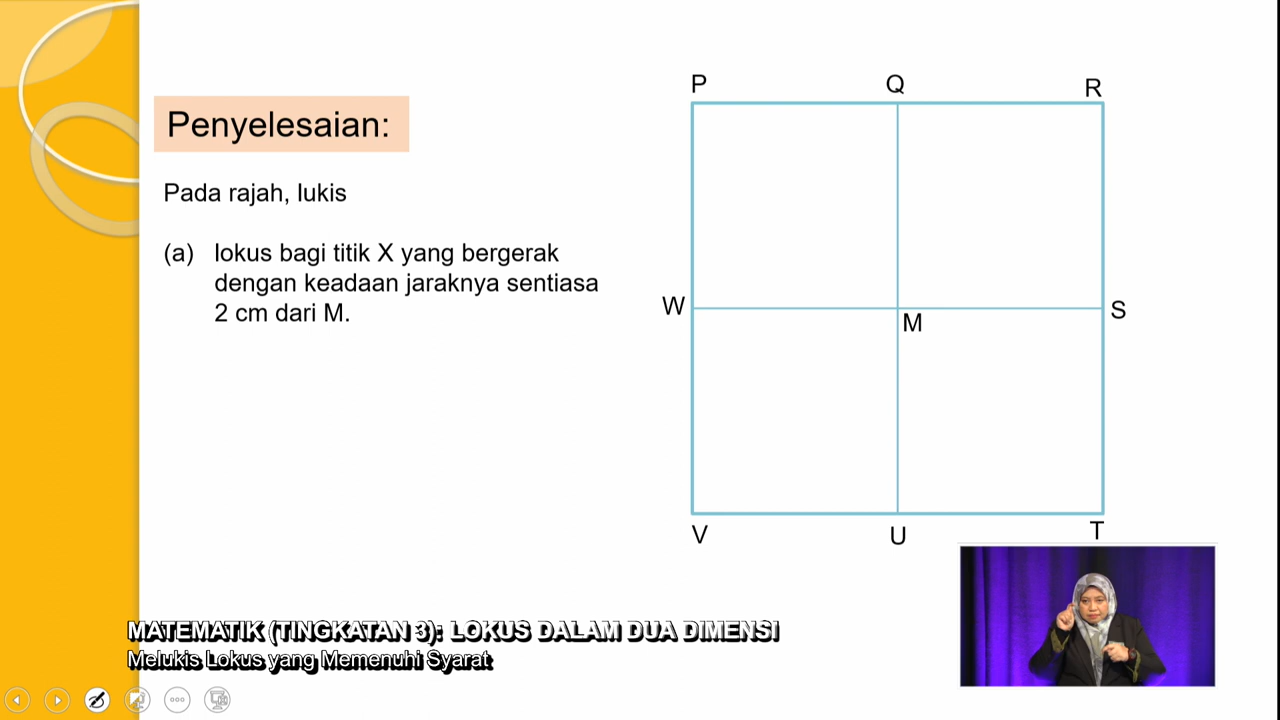 Penyelesaian:
Pada rajah, lukis
(a) lokus bagi titik X yang bergerak
dengan keadaan jaraknya sentiasa
2 cm dari M.
P Q R
W M S
V U T
MATEMATIK (TINGKATAN 3): LOKUS DALAM DUA DIMENSI
Melukis Lokus yang Memenuhi Syarat